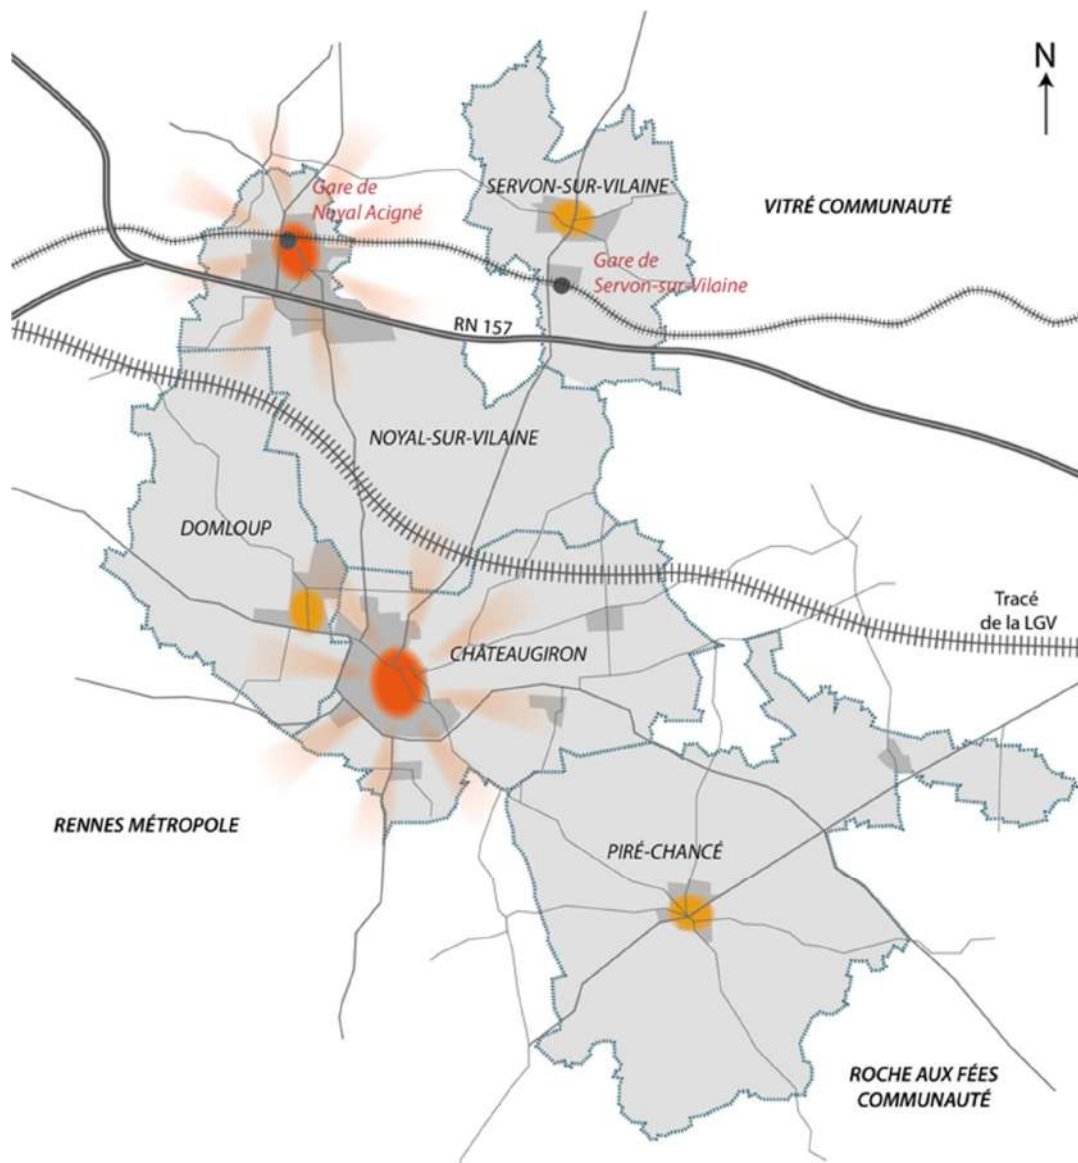 N
SERVON-SUR-VILAINE
Gare de
Noyal Acigné
VITRÉ COMMUNAUTÉ
Gare de
Servon-sur-Vilaine
RN 157
NOYAL-SUR-VILAINE
DOMLOUP
Tracé
de la LGV
CHÂTEAUGIRON
RENNES MÉTROPOLE
PIRÉ-CHANCÉ
ROCHE AUX FÉES
COMMUNAUTÉ